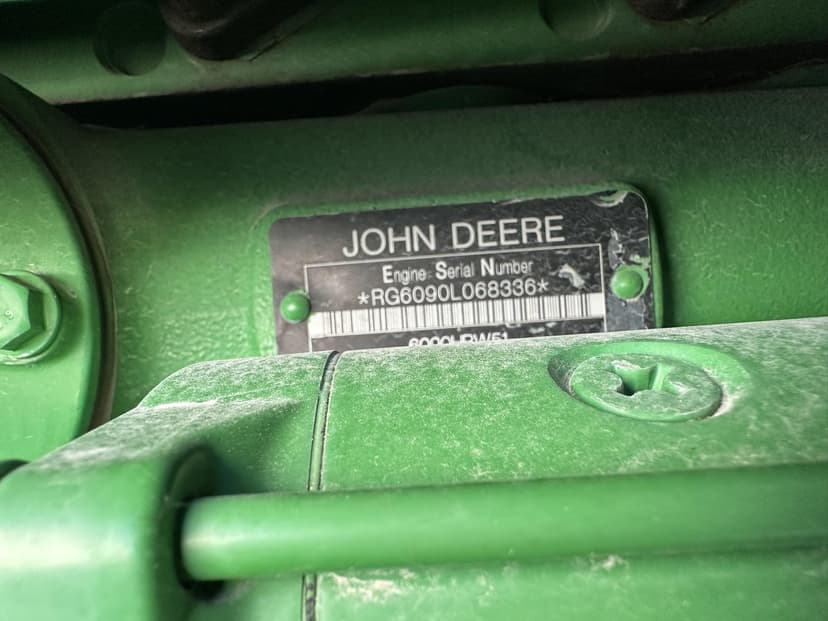 JOHN DEERE
Engine Serial Number
*RG6090L068336*